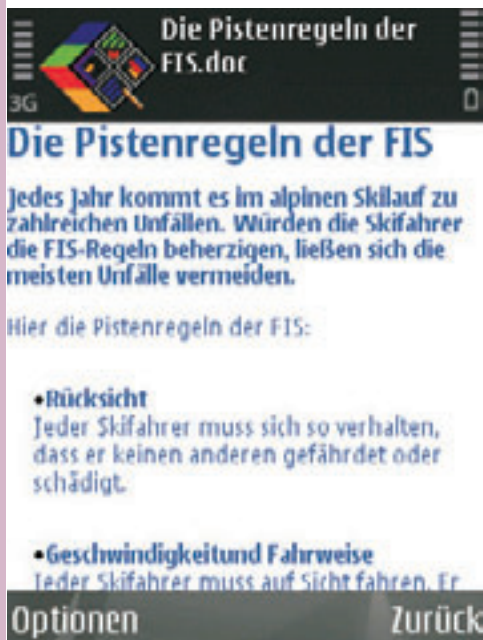 Die Pistenregeln der
FIS.doc
3G
Die Pistenregeln der FIS
Jedes Jahr kommt es im alpinen Skilauf zu
zahlreichen Unfällen. Würden die Skifahrer
die FIS-Regeln beherzigen, ließen sich die
meisten Unfälle vermeiden.
Hier die Pistenregeln der FIS:
•Rücksicht
Jeder Skifahrer muss sich so verhalten,
dass er keinen anderen gefährdet oder
schädigt.
•Geschwindigkeitund Fahrweise
Jeder Skifahrer muss auf Sicht fahren. Er
Optionen
Zurück